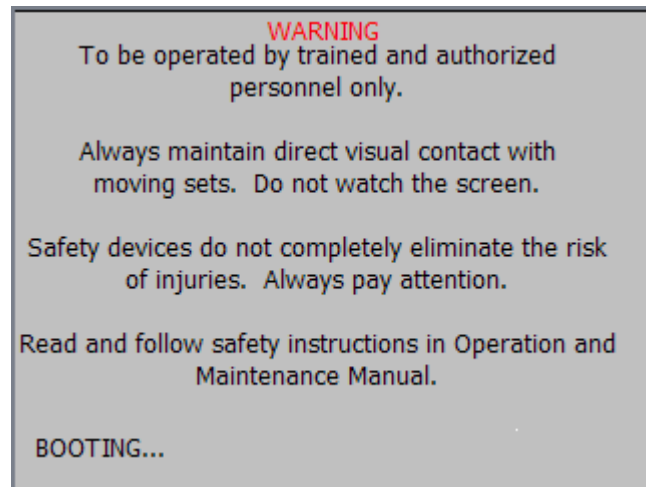 WARNING
To be operated by trained and authorized
personnel only.
Always maintain direct visual contact with
moving sets.  Do not watch the screen.
Safety devices do not completely eliminate the risk
of injuries.  Always pay attention.
Read and follow safety instructions in Operation and
Maintenance Manual.
BOOTING...